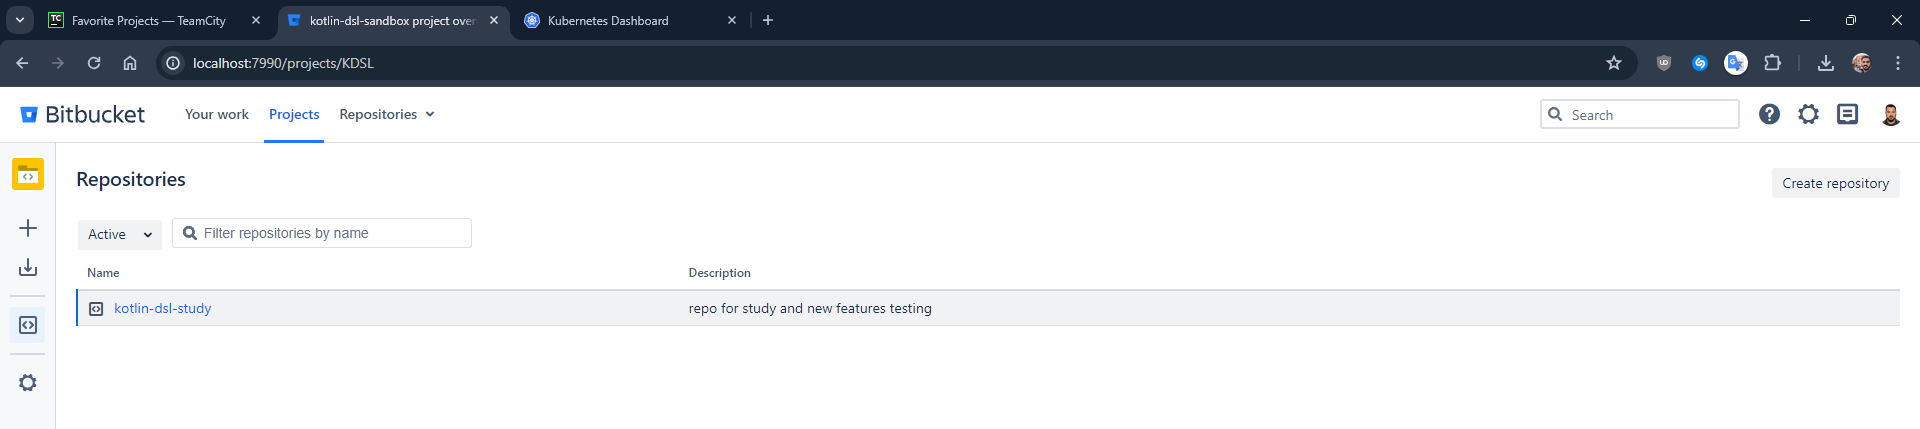 Favorite Projects — TeamCity
kotlin-dsl-sandbox project over
Kubernetes Dashboard
localhost:7990/projects/KDSL
Bitbucket
Your work
Projects
Repositories
Search
Repositories
Create repository
Active
Filter repositories by name
Name
Description
kotlin-dsl-study
repo for study and new features testing